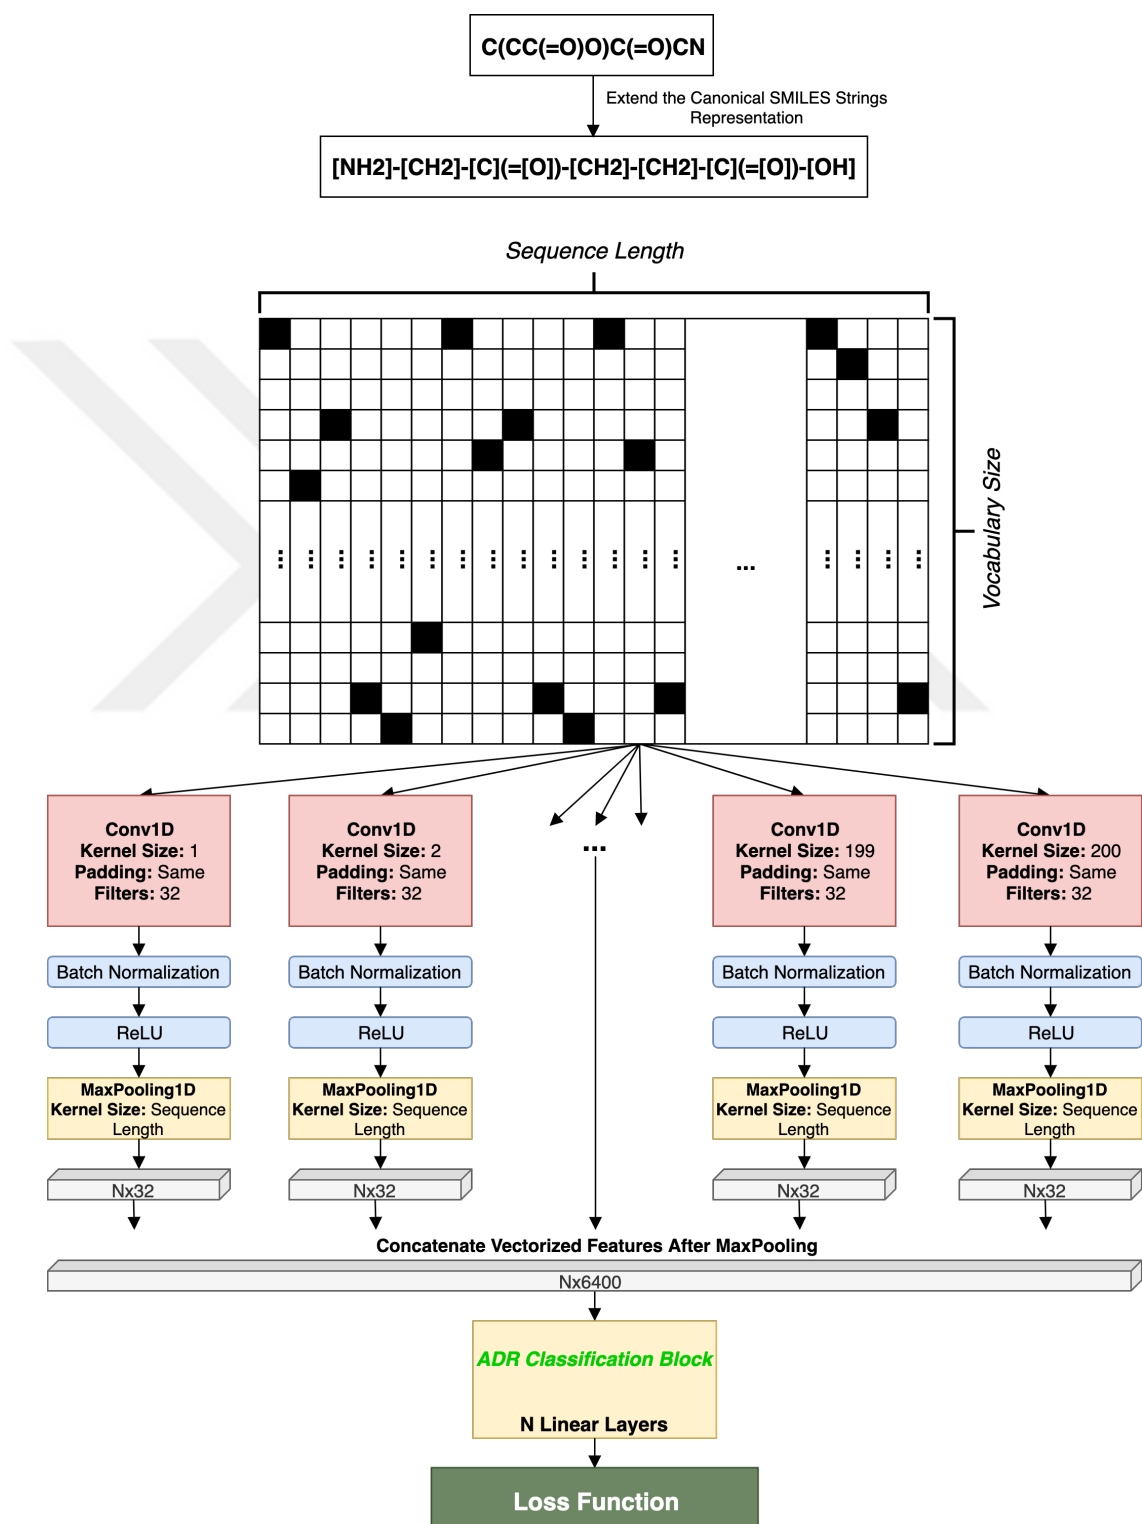 C(CC(=O)O)C(=O)CN
Extend the Canonical SMILES Strings
Representation
[NH2]-[CH2]-[C](=[O])-[CH2]-[CH2]-[C](=[O])-[OH]
Sequence Length
Vocabulary Size
...
Conv1D
Kernel Size: 1
Padding: Same
Filters: 32
Conv1D
Kernel Size: 2
Padding: Same
Filters: 32
...
Conv1D
Kernel Size: 199
Padding: Same
Filters: 32
Conv1D
Kernel Size: 200
Padding: Same
Filters: 32
Batch Normalization
Batch Normalization
Batch Normalization
Batch Normalization
ReLU
ReLU
ReLU
ReLU
MaxPooling1D
Kernel Size: Sequence
Length
MaxPooling1D
Kernel Size: Sequence
Length
MaxPooling1D
Kernel Size: Sequence
Length
MaxPooling1D
Kernel Size: Sequence
Length
Nx32
Nx32
Nx32
Nx32
Concatenate Vectorized Features After MaxPooling
Nx6400
ADR Classification Block
N Linear Layers
Loss Function